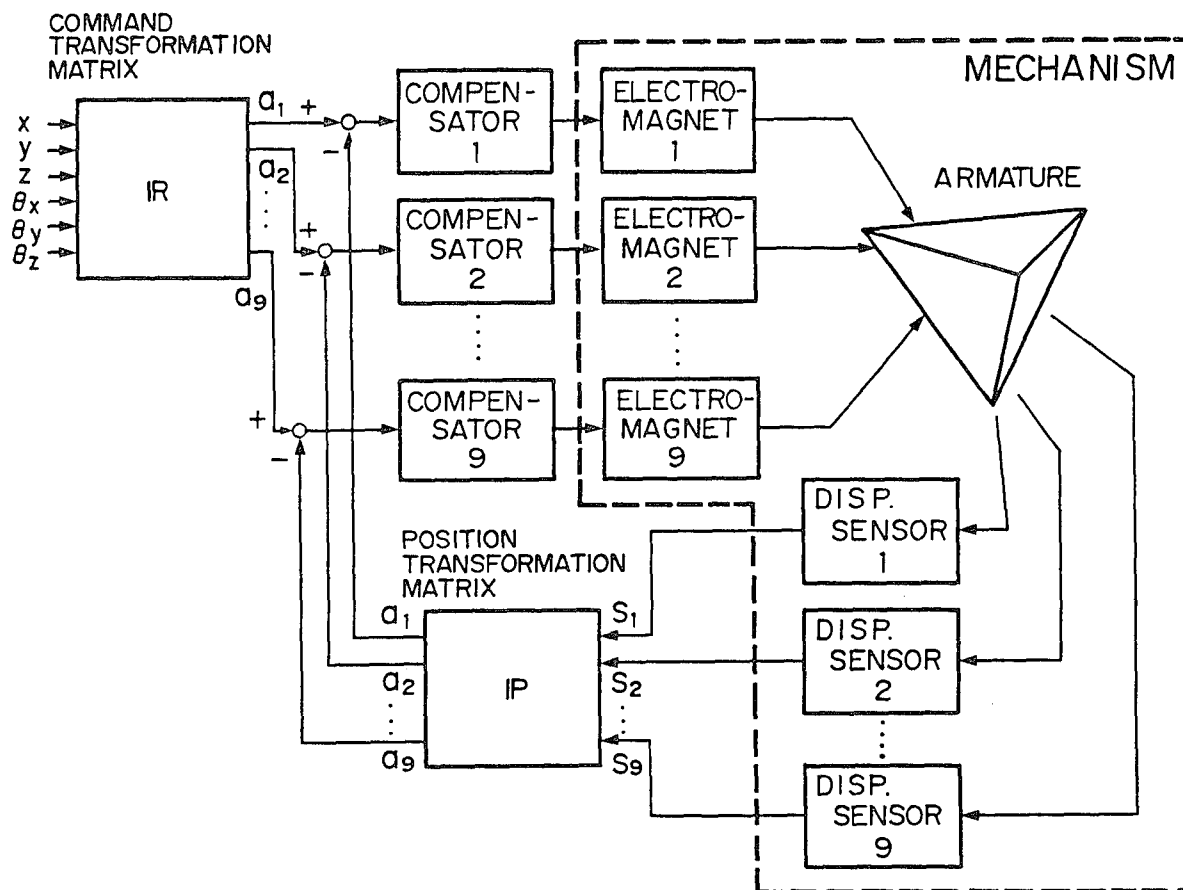 COMMAND
TRANSFORMATION
MATRIX
x
y
z
θx
θy
θz
IR
a1
a2
a9
+
-
+
-
+
-
COMPEN-
SATOR
1
COMPEN-
SATOR
2
COMPEN-
SATOR
9
ELECTRO-
MAGNET
1
ELECTRO-
MAGNET
2
ELECTRO-
MAGNET
9
MECHANISM
ARMATURE
DISP.
SENSOR
1
DISP.
SENSOR
2
DISP.
SENSOR
9
POSITION
TRANSFORMATION
MATRIX
IP
a1
a2
a9
S1
S2
S9